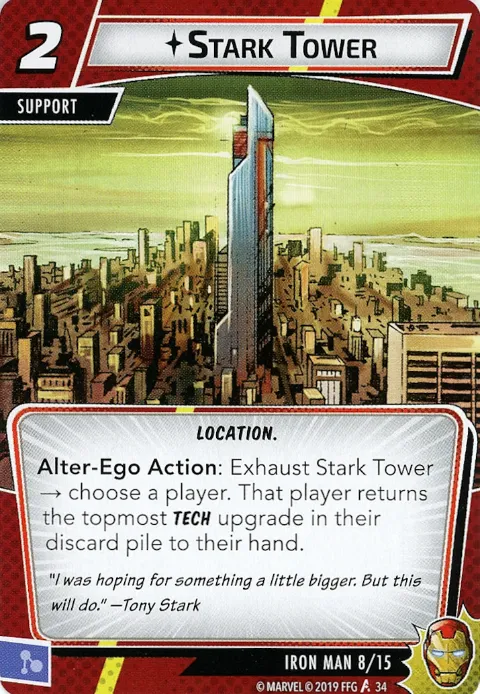 2
STARK TOWER
SUPPORT
LOCATION.
Alter-Ego Action: Exhaust Stark Tower
→ choose a player. That player returns
the topmost TECH upgrade in their
discard pile to their hand.
"I was hoping for something a little bigger. But this
will do." —Tony Stark
IRON MAN 8/15
© MARVEL © 2019 FFG 34